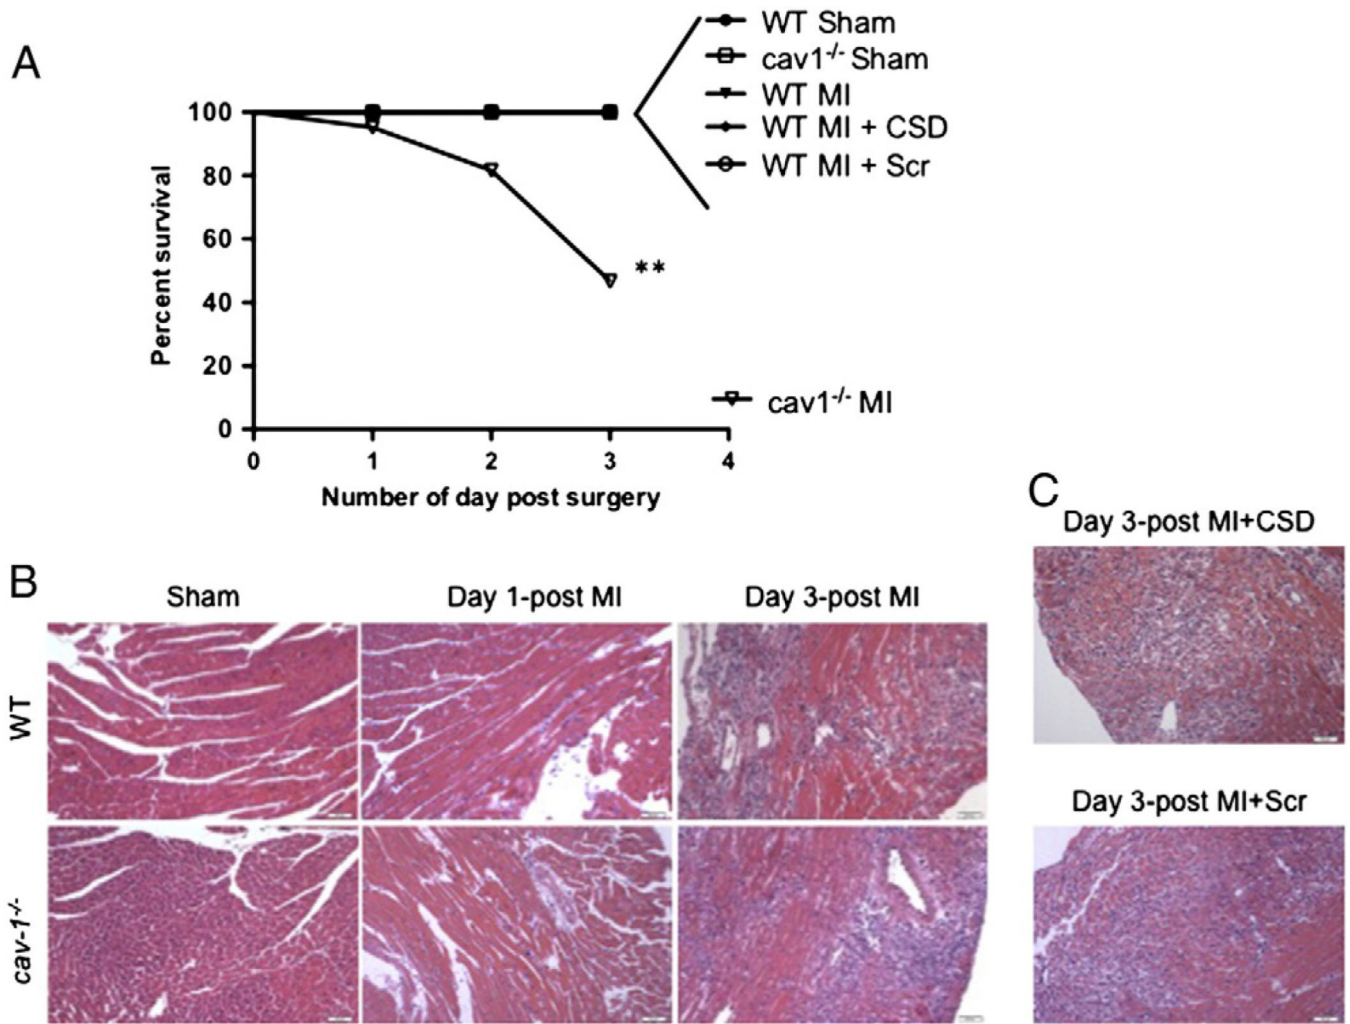 A
WT Sham
cav1-/- Sham
WT MI
WT MI + CSD
WT MI + Scr
100
80
60
40
20
0
Percent survival
**
cav1-/- MI
0 1 2 3 4
Number of day post surgery
B
Sham Day 1-post MI Day 3-post MI
WT
cav-1-/-
C
Day 3-post MI+CSD
Day 3-post MI+Scr